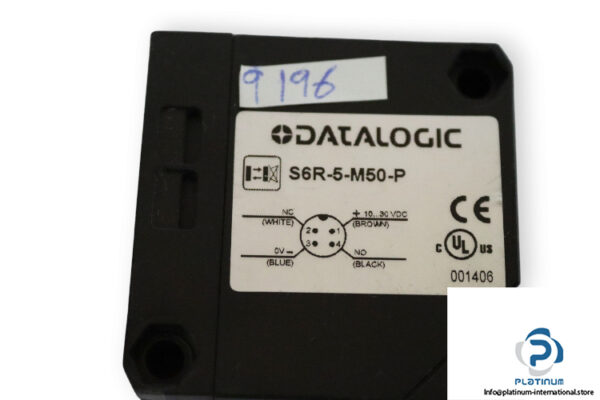 9196
DATALOGIC
S6R-5-M50-P
NC
(WHITE)
+ 10...30 VDC
(BROWN)
2 1
3 4
0V -
(BLUE)
NO
(BLACK)
CE
C UL US
001406
P
PLATINUM
http://platinum-international.store